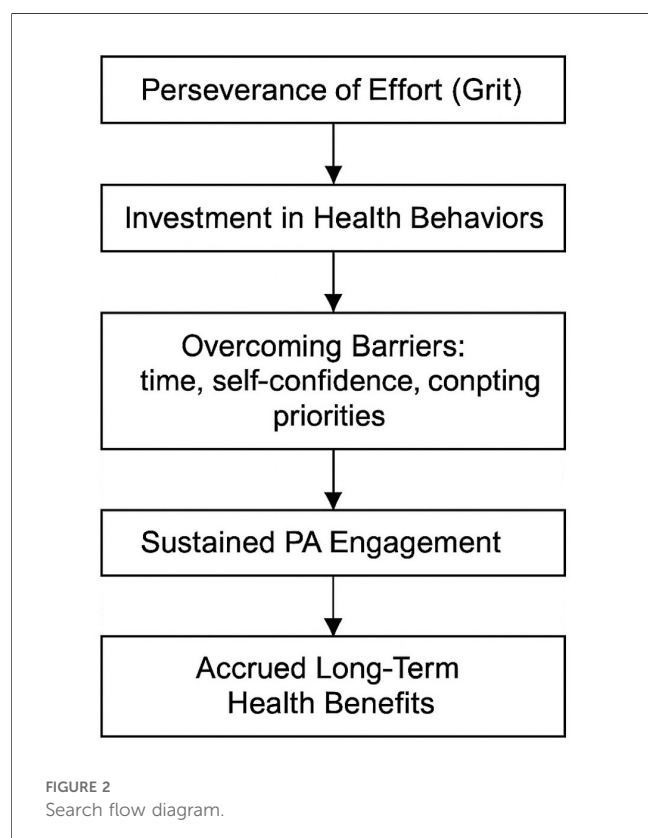 Perseverance of Effort (Grit)
Investment in Health Behaviors
Overcoming Barriers:
time, self-confidence, conpting
priorities
Sustained PA Engagement
Accrued Long-Term
Health Benefits
FIGURE 2
Search flow diagram.